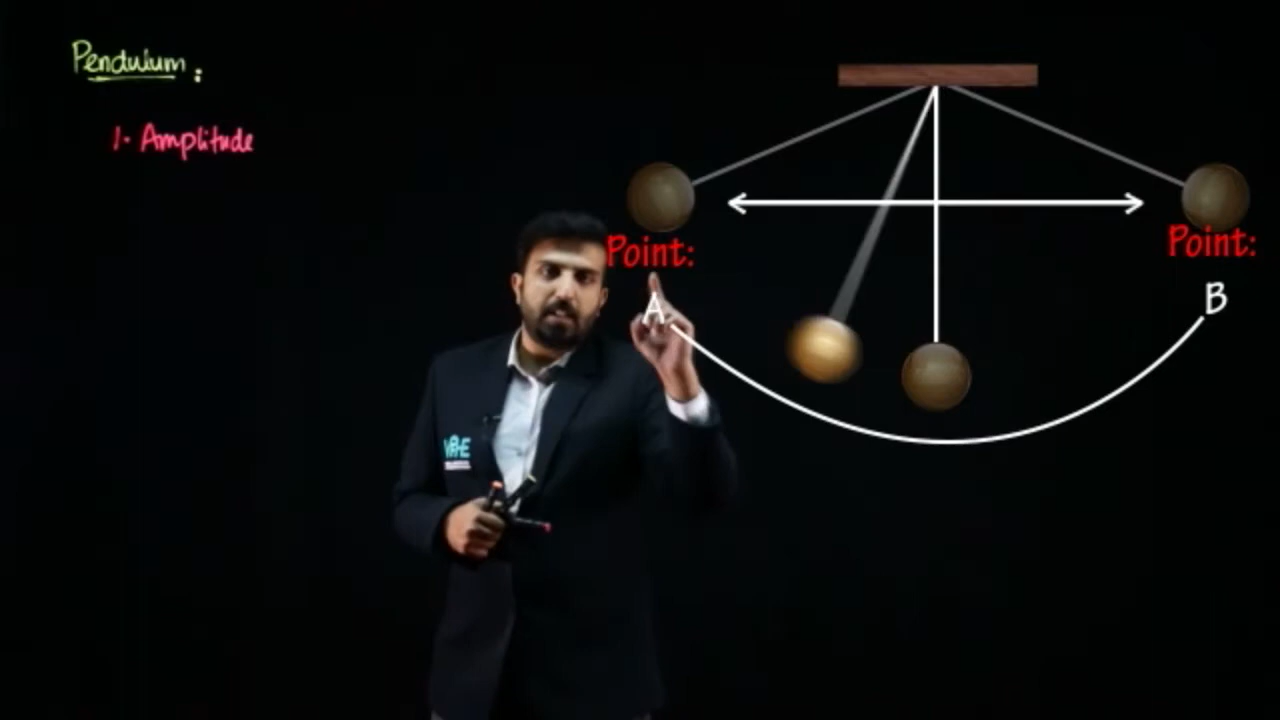 Pendulum :
1. Amplitude
Point:
A
Point:
B